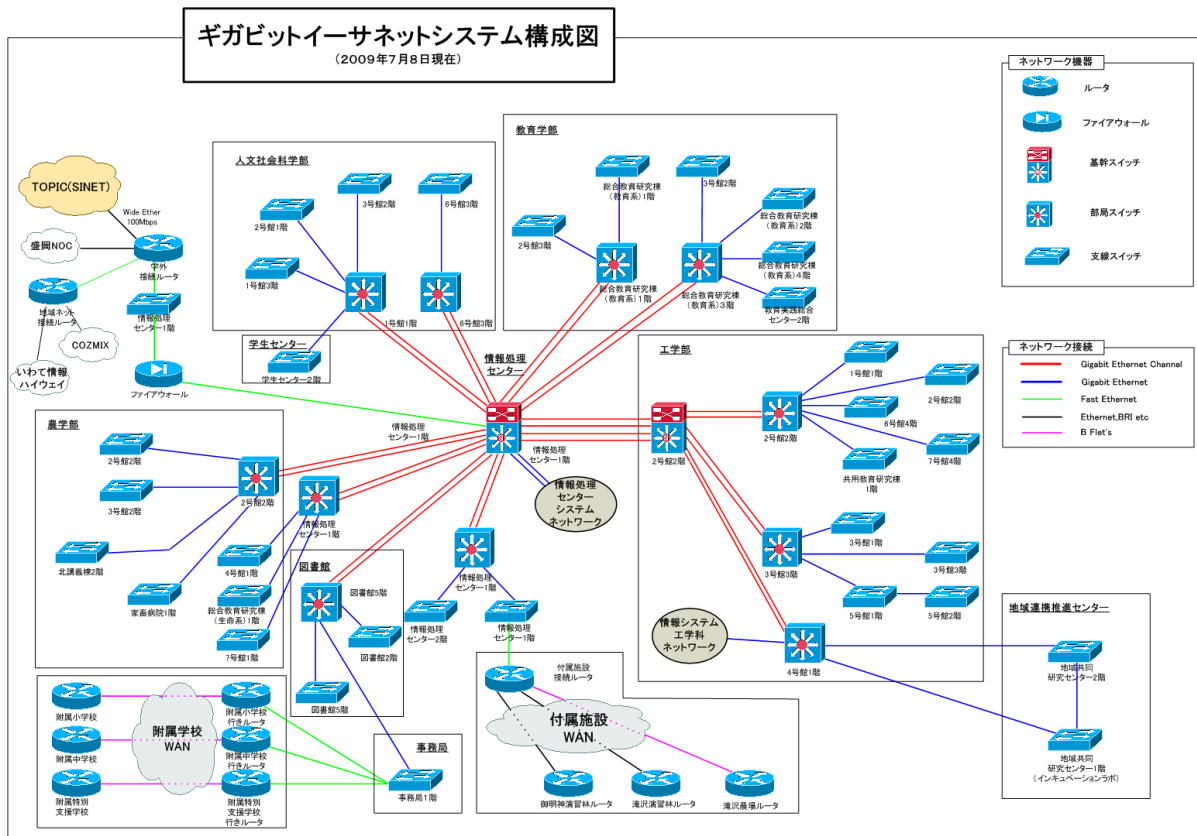 ギガビットイーサネットシステム構成図
(2009年7月8日現在)
ネットワーク機器
ルータ
ファイアウォール
基幹スイッチ
部局スイッチ
支線スイッチ
ネットワーク接続
Gigabit Ethernet Channel
Gigabit Ethernet
Fast Ethernet
Ethernet,BRI etc
B Flet's
TOPIC(SINET)
Wide Ether
100Mbps
盛岡NOC
学外
接続ルータ
地域ネット
接続ルータ
情報処理
センター1階
COZMIX
いわて情報
ハイウェイ
ファイアウォール
人文社会科学部
3号館2階
6号館3階
2号館1階
1号館3階
1号館1階
6号館3階
学生センター
学生センター2階
教育学部
総合教育研究棟
(教育系)1階
3号館2階
総合教育研究棟
(教育系)2階
2号館3階
総合教育研究棟
(教育系)4階
総合教育研究棟
(教育系)1階
総合教育研究棟
(教育系)3階
教育実践総合
センター2階
情報処理
センター
情報処理
センター1階
情報処理
センター1階
情報処理
センター
システム
ネットワーク
工学部
2号館2階
2号館2階
1号館1階
2号館2階
6号館4階
7号館4階
共用教育研究棟
1階
3号館3階
3号館1階
3号館3階
5号館1階
5号館2階
4号館1階
情報システム
工学科
ネットワーク
地域連携推進センター
地域共同
研究センター2階
地域共同
研究センター1階
(インキュベーションラボ)
農学部
2号館2階
3号館2階
北講義棟2階
家畜病院1階
2号館2階
情報処理
センター1階
4号館1階
総合教育研究棟
(生命系)1階
7号館1階
図書館
図書館5階
図書館2階
図書館5階
情報処理
センター1階
情報処理
センター2階
情報処理
センター1階
付属施設
接続ルータ
付属施設
WAN
御明神演習林ルータ
滝沢演習林ルータ
滝沢農場ルータ
事務局
事務局1階
附属小学校
附属中学校
附属特別
支援学校
附属学校
WAN
附属小学校
行きルータ
附属中学校
行きルータ
附属特別
支援学校
行きルータ